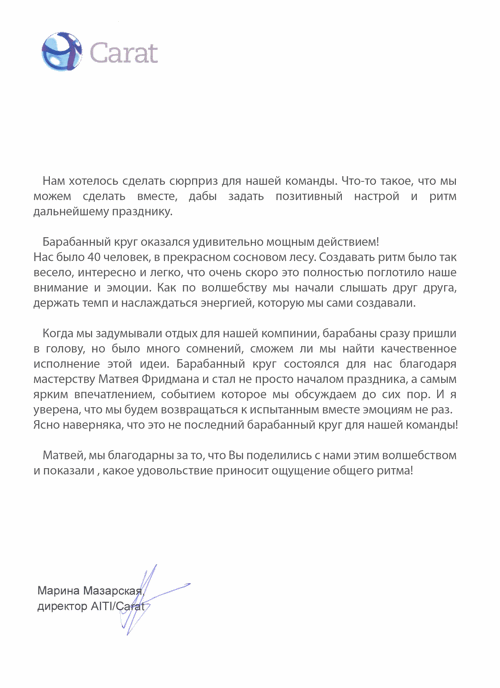 Carat
Нам хотелось сделать сюрприз для нашей команды. Что-то такое, что мы
можем сделать вместе, дабы задать позитивный настрой и ритм
дальнейшему празднику.
Барабанный круг оказался удивительно мощным действием!
Нас было 40 человек, в прекрасном сосновом лесу. Создавать ритм было так
весело, интересно и легко, что очень скоро это полностью поглотило наше
внимание и эмоции. Как по волшебству мы начали слышать друг друга,
держать темп и наслаждаться энергией, которую мы сами создавали.
Когда мы задумывали отдых для нашей компинии, барабаны сразу пришли
в голову, но было много сомнений, сможем ли мы найти качественное
исполнение этой идеи. Барабанный круг состоялся для нас благодаря
мастерству Матвея Фридмана и стал не просто началом праздника, а самым
ярким впечатлением, событием которое мы обсуждаем до сих пор. И я
уверена, что мы будем возвращаться к испытанным вместе эмоциям не раз.
Ясно наверняка, что это не последний барабанный круг для нашей команды!
Матвей, мы благодарны за то, что Вы поделились с нами этим волшебством
и показали , какое удовольствие приносит ощущение общего ритма!
Марина Мазарская,
директор AITI/Carat